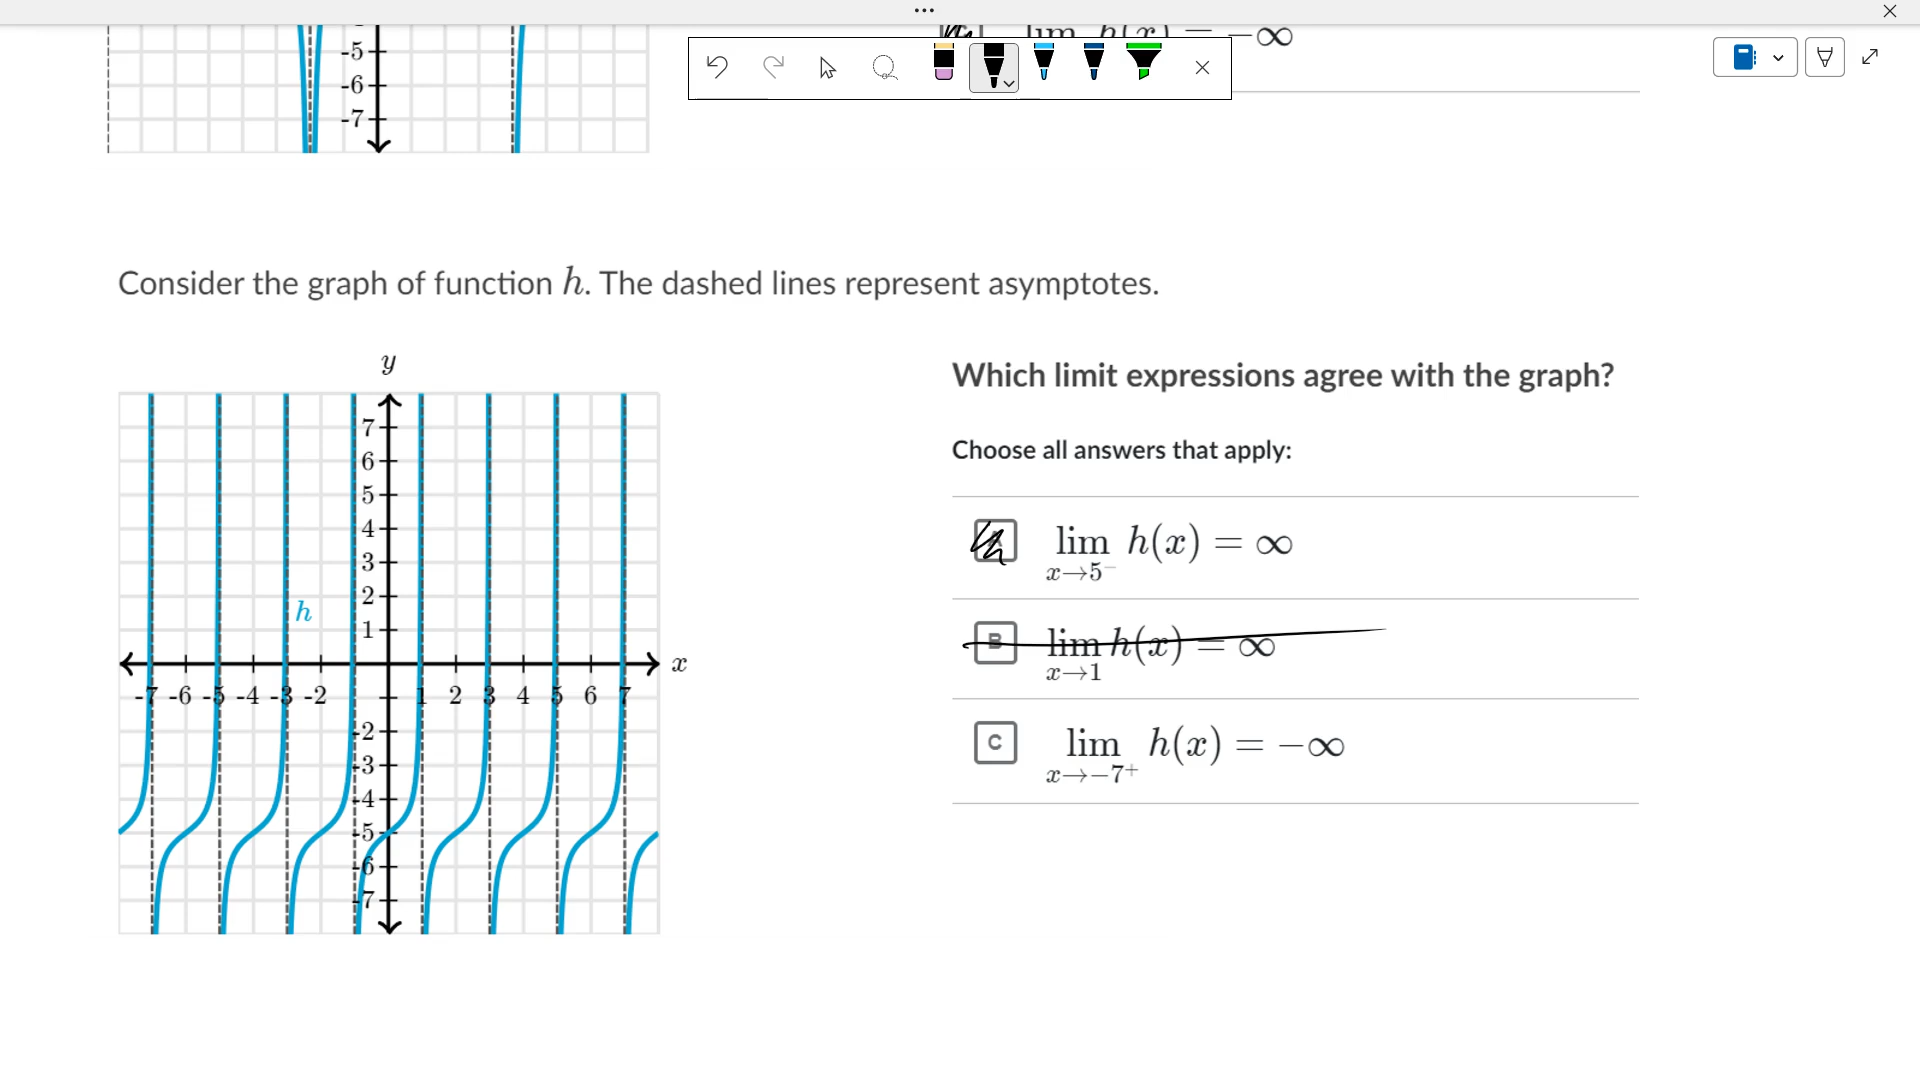 lim h(x) = −∞
-5
-6
-7
Consider the graph of function h. The dashed lines represent asymptotes.
y
7
6
5
4
3
2
1
h
x
-7 -6 -5 -4 -3 -2 1 2 3 4 5 6 7
-2
-3
-4
-5
-6
-7
Which limit expressions agree with the graph?
Choose all answers that apply:
A lim h(x) = ∞
x→5⁻
B lim h(x) = ∞
x→1
C lim h(x) = −∞
x→−7⁺